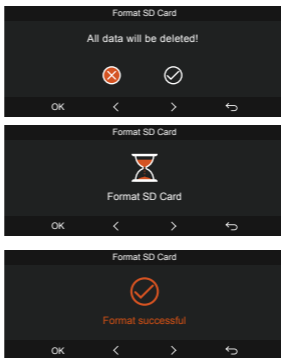 Format SD Card
All data will be deleted!
OK
Format SD Card
Format SD Card
OK
Format SD Card
Format successful
OK